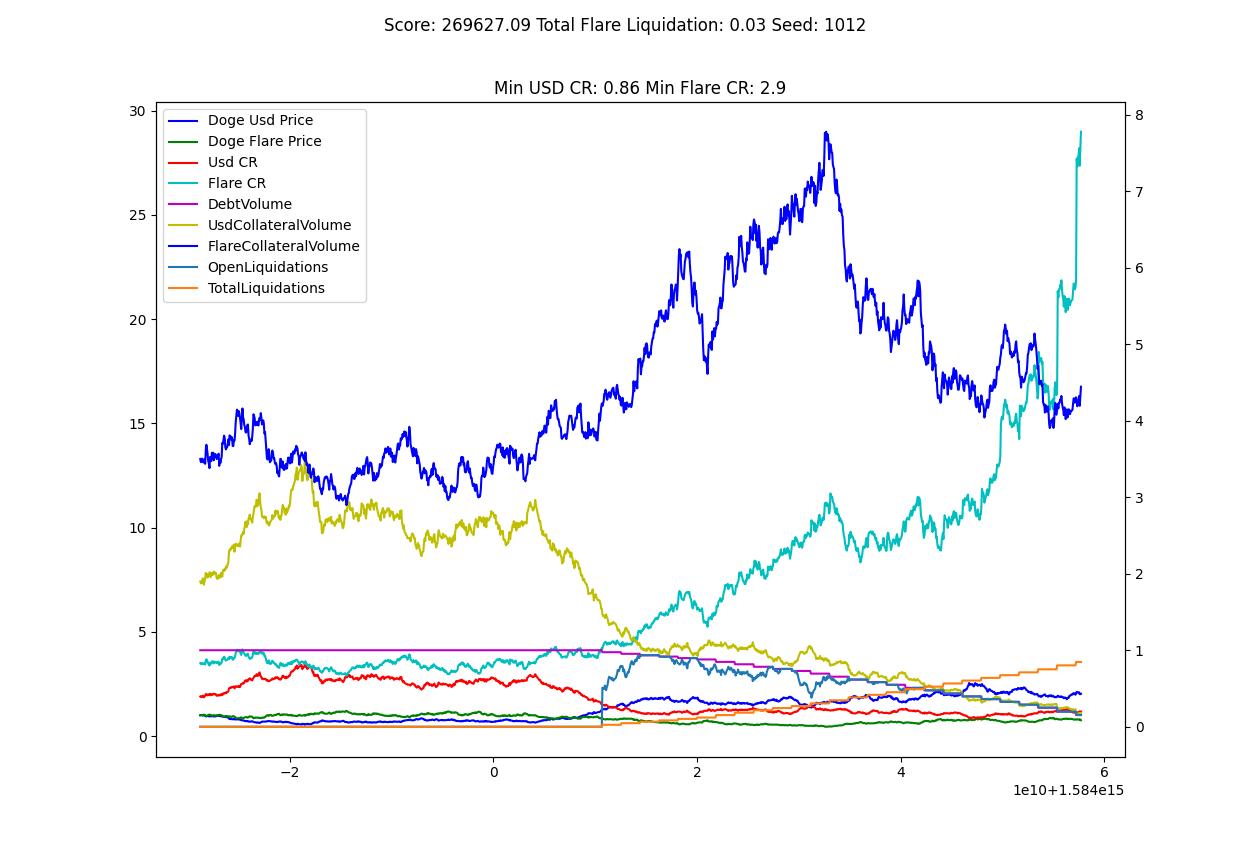 Score: 269627.09 Total Flare Liquidation: 0.03 Seed: 1012
Min USD CR: 0.86 Min Flare CR: 2.9
Doge Usd Price
Doge Flare Price
Usd CR
Flare CR
DebtVolume
UsdCollateralVolume
FlareCollateralVolume
OpenLiquidations
TotalLiquidations
30
25
20
15
10
5
0
8
7
6
5
4
3
2
1
0
−2
0
2
4
6
1e10+1.584e15